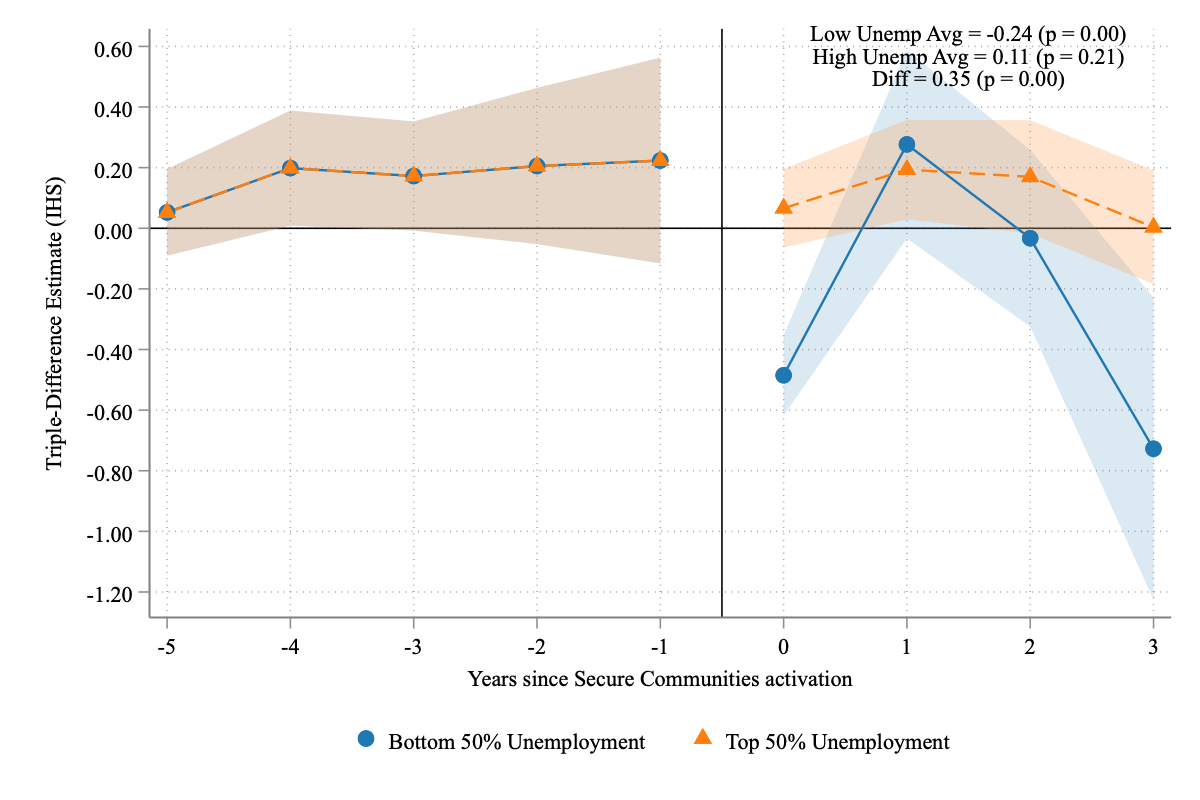 Low Unemp Avg = -0.24 (p = 0.00)
High Unemp Avg = 0.11 (p = 0.21)
Diff = 0.35 (p = 0.00)
Triple-Difference Estimate (IHS)
0.60
0.40
0.20
0.00
-0.20
-0.40
-0.60
-0.80
-1.00
-1.20
-5 -4 -3 -2 -1 0 1 2 3
Years since Secure Communities activation
Bottom 50% Unemployment Top 50% Unemployment